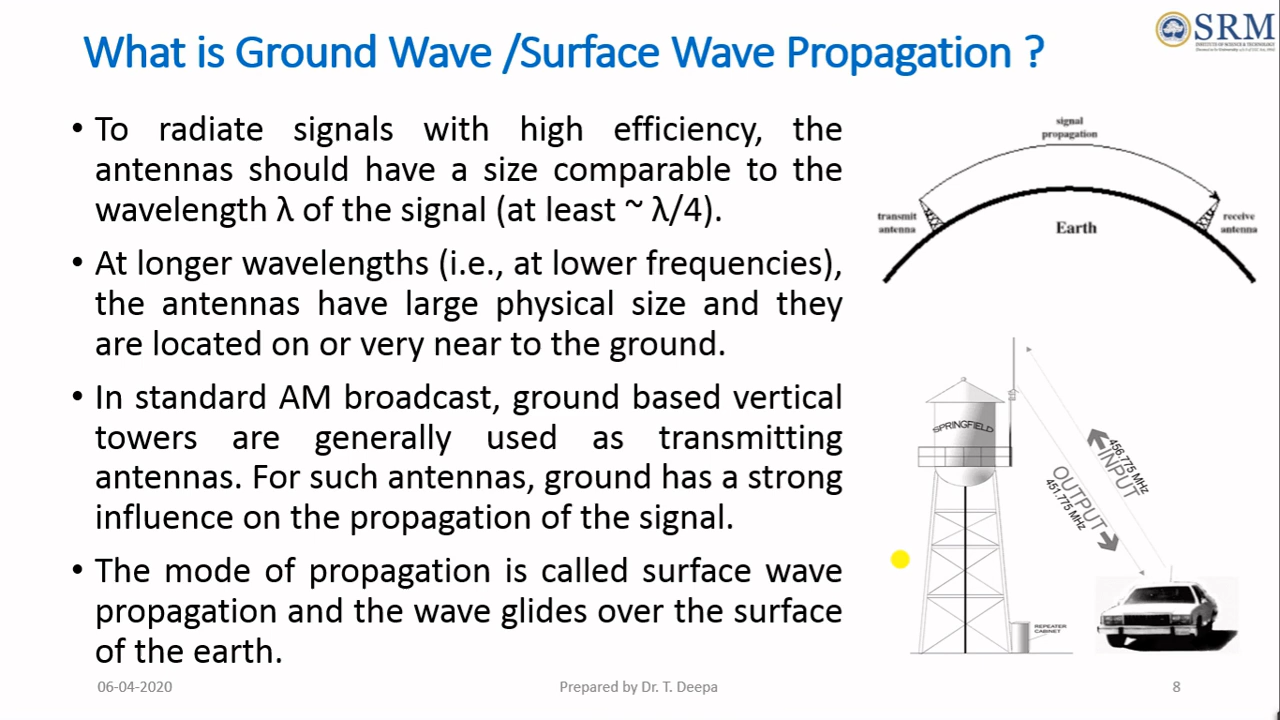 What is Ground Wave /Surface Wave Propagation ?
SRM
INSTITUTE OF SCIENCE & TECHNOLOGY
• To radiate signals with high efficiency, the
antennas should have a size comparable to the
wavelength λ of the signal (at least ~ λ/4).
• At longer wavelengths (i.e., at lower frequencies),
the antennas have large physical size and they
are located on or very near to the ground.
• In standard AM broadcast, ground based vertical
towers are generally used as transmitting
antennas. For such antennas, ground has a strong
influence on the propagation of the signal.
• The mode of propagation is called surface wave
propagation and the wave glides over the surface
of the earth.
signal
propagation
transmit
antenna
Earth
receive
antenna
SPRINGFIELD
456.775 MHz
INPUT
OUTPUT
451.775 MHz
REPEATER
CABINET
06-04-2020
Prepared by Dr. T. Deepa
8